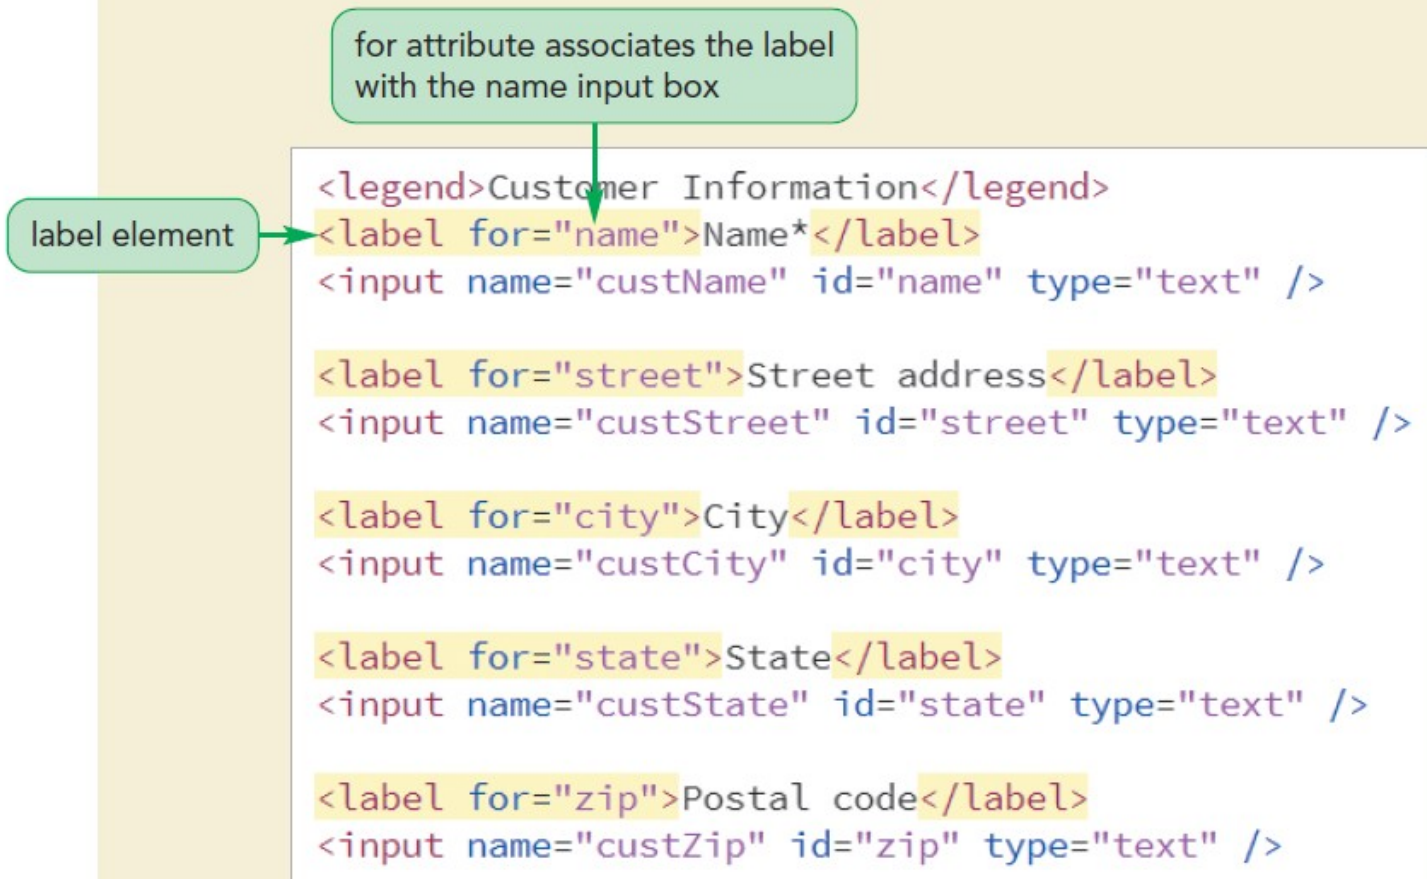 for attribute associates the label
with the name input box
<legend>Customer Information</legend>
label element
<label for="name">Name*</label>
<input name="custName" id="name" type="text" />
<label for="street">Street address</label>
<input name="custStreet" id="street" type="text" />
<label for="city">City</label>
<input name="custCity" id="city" type="text" />
<label for="state">State</label>
<input name="custState" id="state" type="text" />
<label for="zip">Postal code</label>
<input name="custZip" id="zip" type="text" />